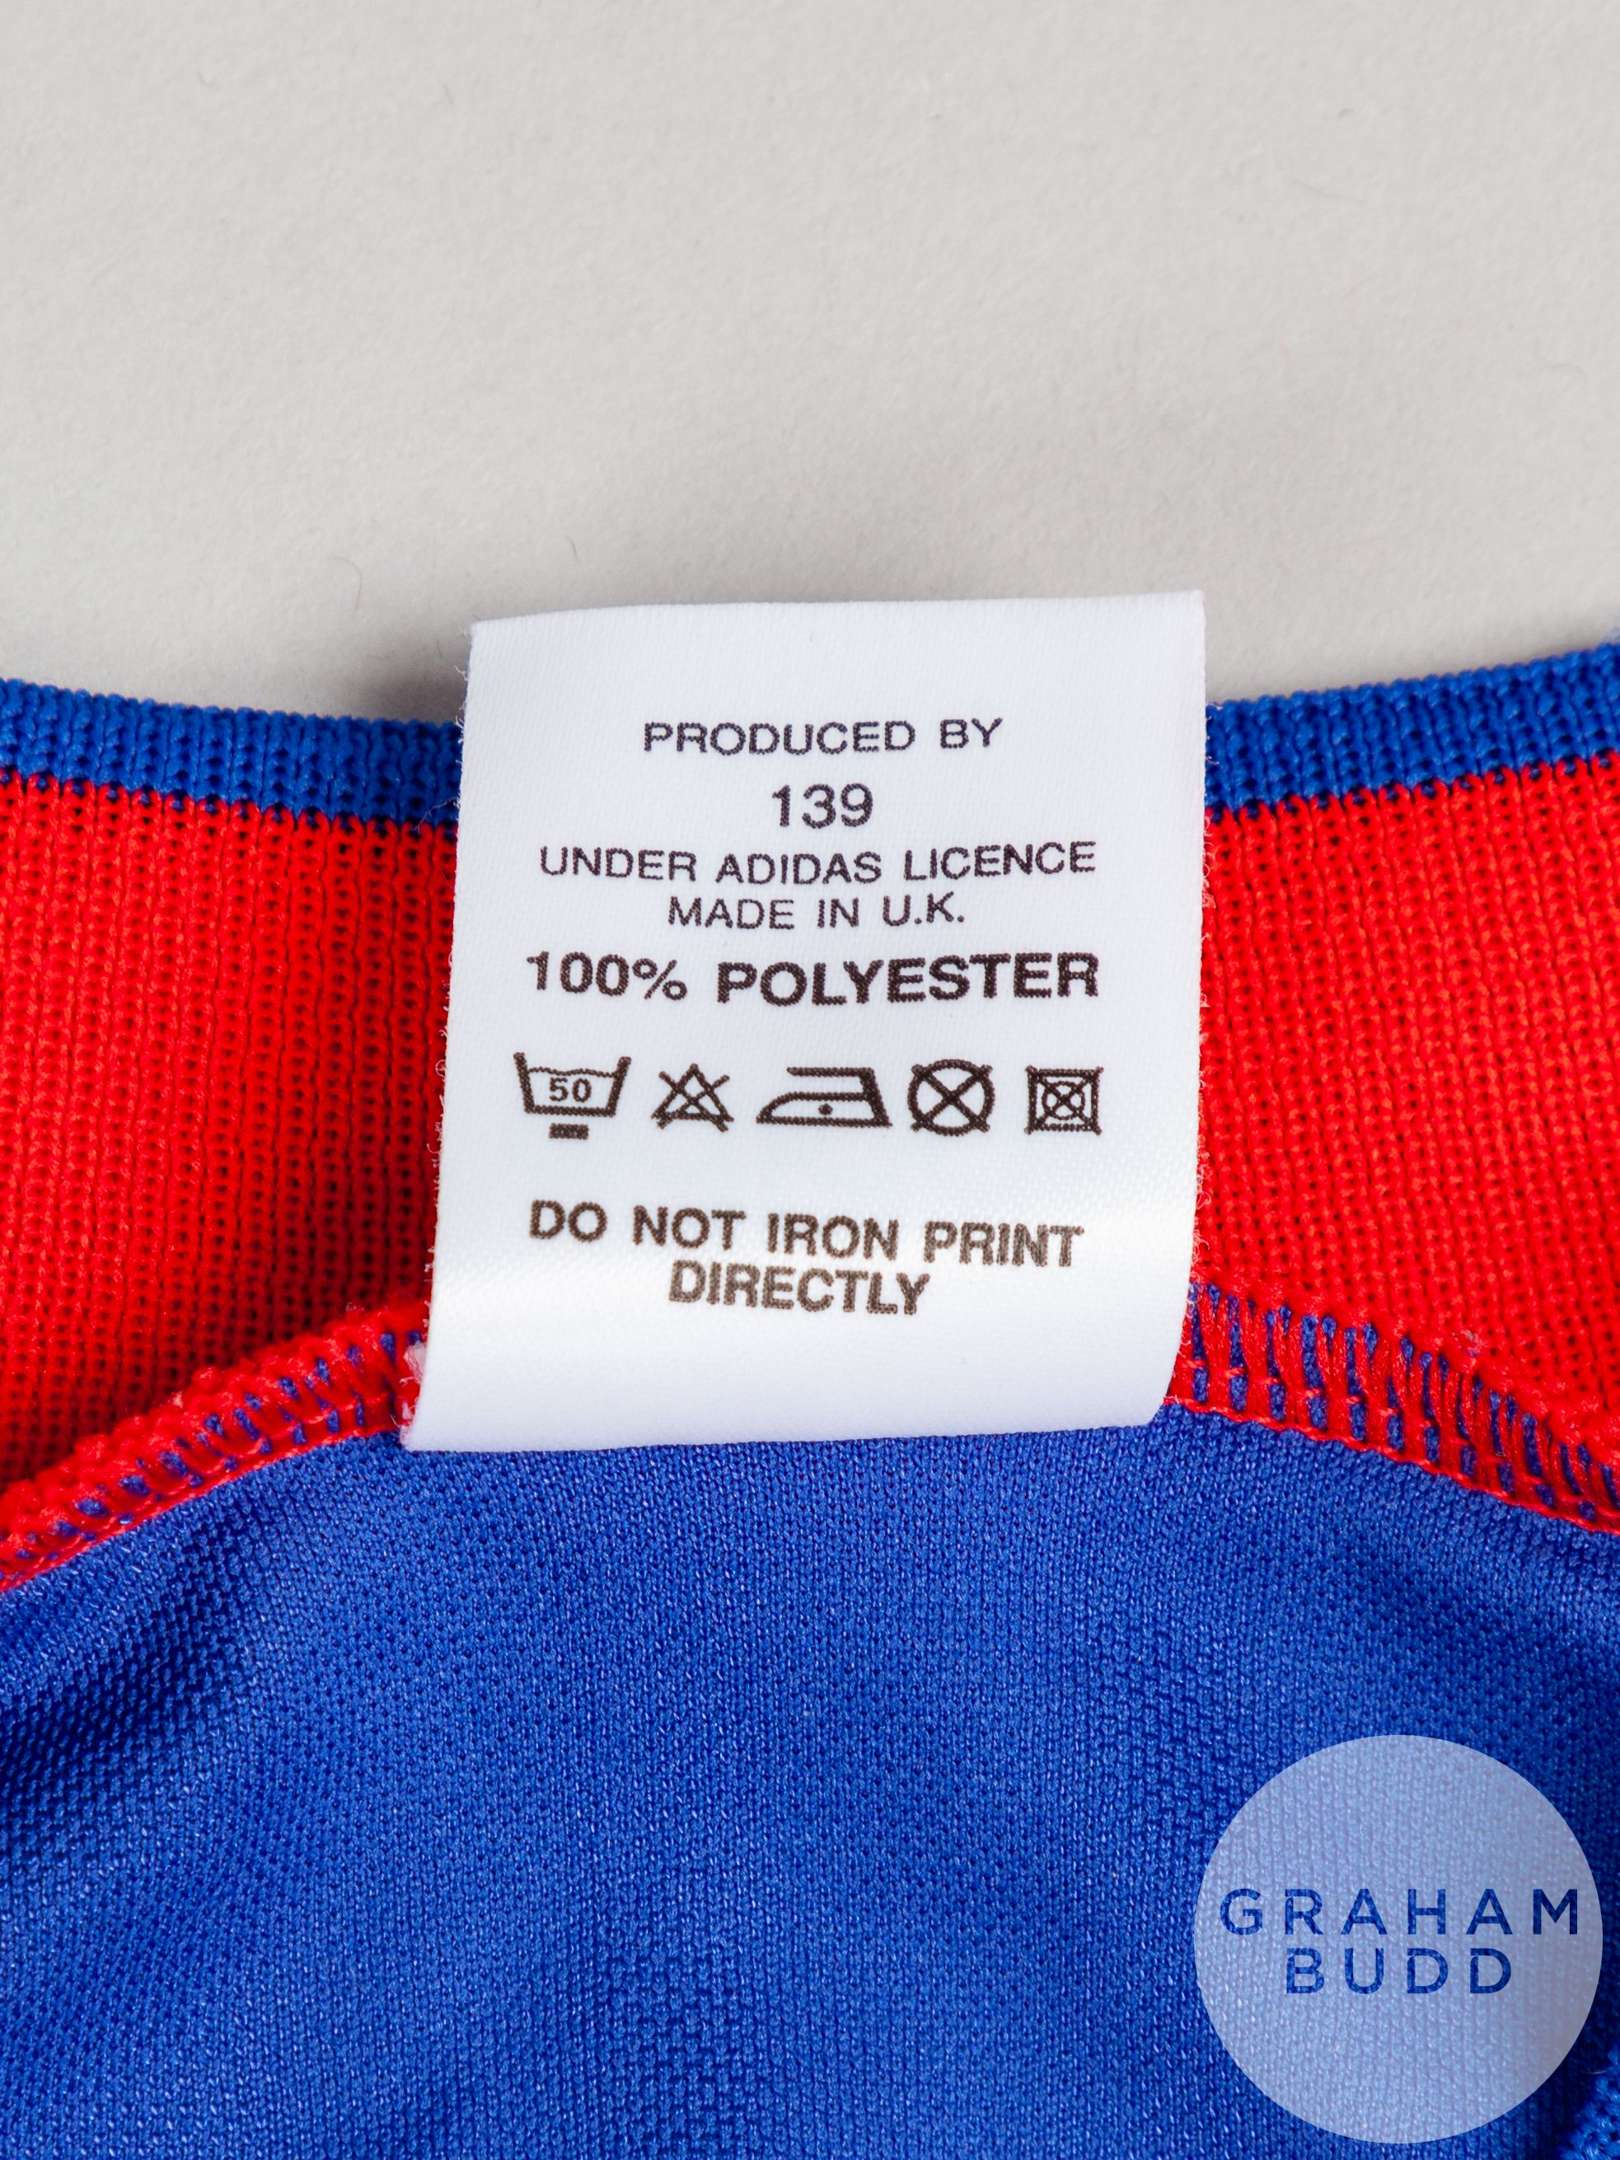 PRODUCED BY
139
UNDER ADIDAS LICENCE
MADE IN U.K.
100% POLYESTER
50
DO NOT IRON PRINT
DIRECTLY
GRAHAM
BUDD